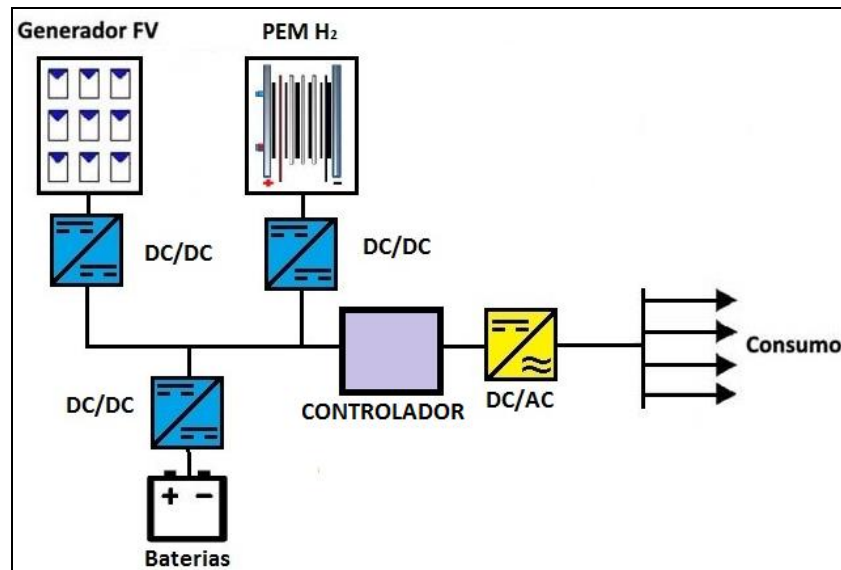 Generador FV
PEM H₂
DC/DC
DC/DC
DC/DC
CONTROLADOR
DC/AC
Consumo
Baterias